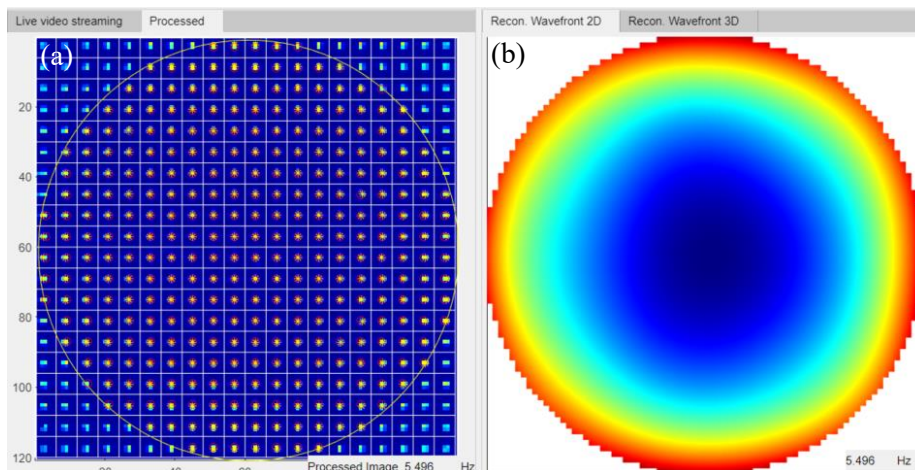 Live video streaming Processed
(a)
20
40
60
80
100
120
Processed Image 5.496 Hz
Recon. Wavefront 2D Recon. Wavefront 3D
(b)
5.496 Hz